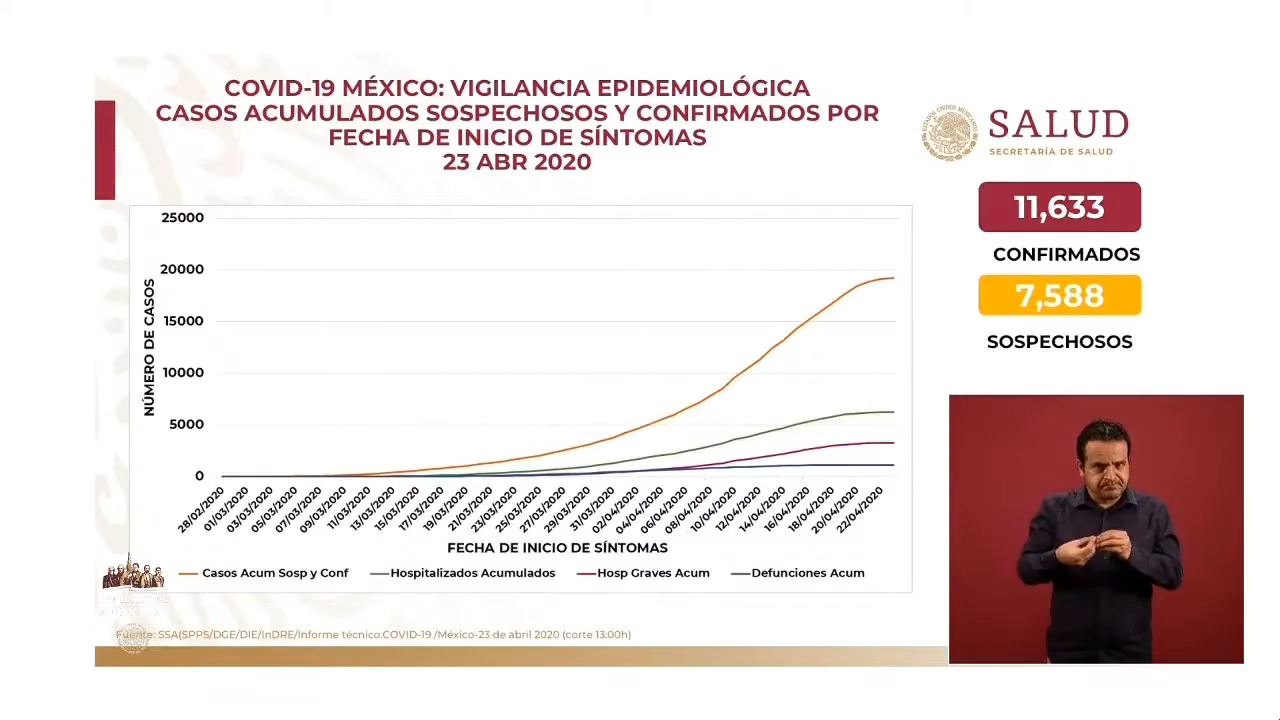 COVID-19 MÉXICO: VIGILANCIA EPIDEMIOLÓGICA
CASOS ACUMULADOS SOSPECHOSOS Y CONFIRMADOS POR
FECHA DE INICIO DE SÍNTOMAS
23 ABR 2020
ESTADOS UNIDOS MEXICANOS
SALUD
SECRETARÍA DE SALUD
11,633
CONFIRMADOS
7,588
SOSPECHOSOS
NÚMERO DE CASOS
25000
20000
15000
10000
5000
0
28/02/2020
01/03/2020
03/03/2020
05/03/2020
07/03/2020
09/03/2020
11/03/2020
13/03/2020
15/03/2020
17/03/2020
19/03/2020
21/03/2020
23/03/2020
25/03/2020
27/03/2020
29/03/2020
31/03/2020
02/04/2020
04/04/2020
06/04/2020
08/04/2020
10/04/2020
12/04/2020
14/04/2020
16/04/2020
18/04/2020
20/04/2020
22/04/2020
FECHA DE INICIO DE SÍNTOMAS
Casos Acum Sosp y Conf
Hospitalizados Acumulados
Hosp Graves Acum
Defunciones Acum
Fuente: SSA(SPPS/DGE/DIE/InDRE/Informe técnico.COVID-19 /México-23 de abril 2020 (corte 13:00h)